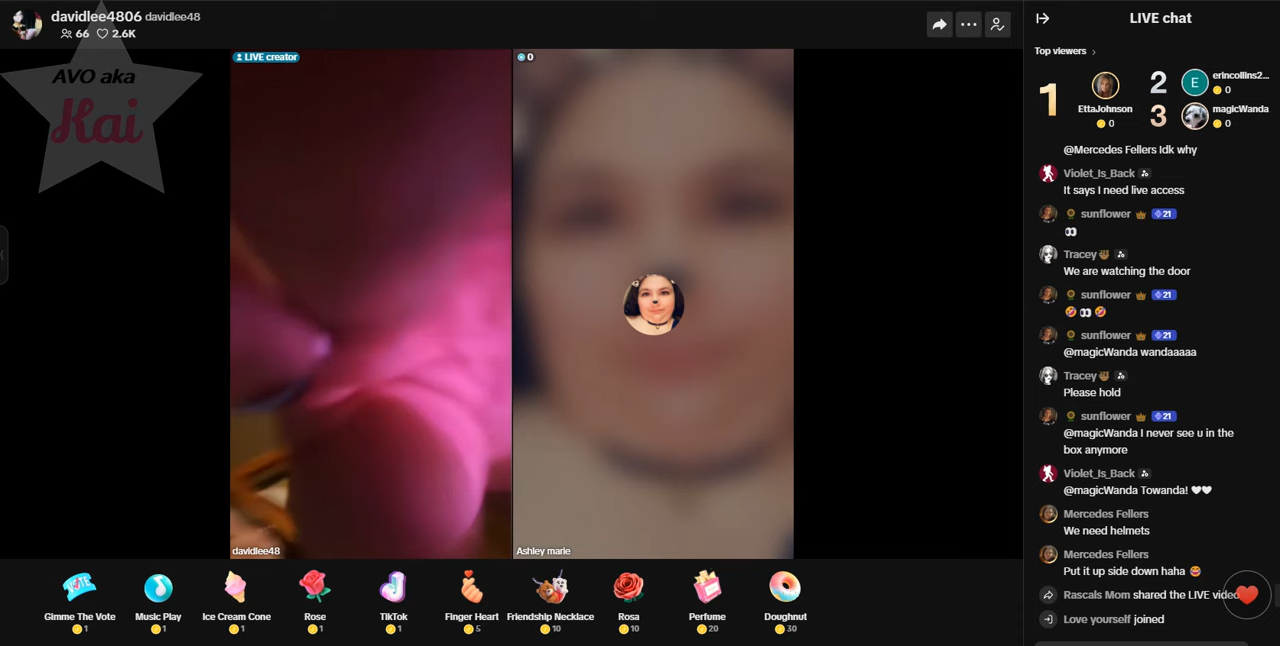 davidlee4806 davidlee48
66 2.6K
AVO aka
Kai
LIVE creator
0
davidlee48
Ashley marie
Gimme The Vote
1
Music Play
1
Ice Cream Cone
1
Rose
1
TikTok
1
Finger Heart
5
Friendship Necklace
10
Rosa
10
Perfume
20
Doughnut
30
LIVE chat
Top viewers
1
EttaJohnson
0
2
E
erincollins2...
0
3
magicWanda
0
@Mercedes Fellers Idk why
Violet_Is_Back
It says I need live access
sunflower 21
Tracey
We are watching the door
sunflower 21
sunflower 21
@magicWanda wandaaaaa
Tracey
Please hold
sunflower 21
@magicWanda I never see u in the
box anymore
Violet_Is_Back
@magicWanda Towanda!
Mercedes Fellers
We need helmets
Mercedes Fellers
Put it up side down haha
Rascals Mom shared the LIVE video
Love yourself joined